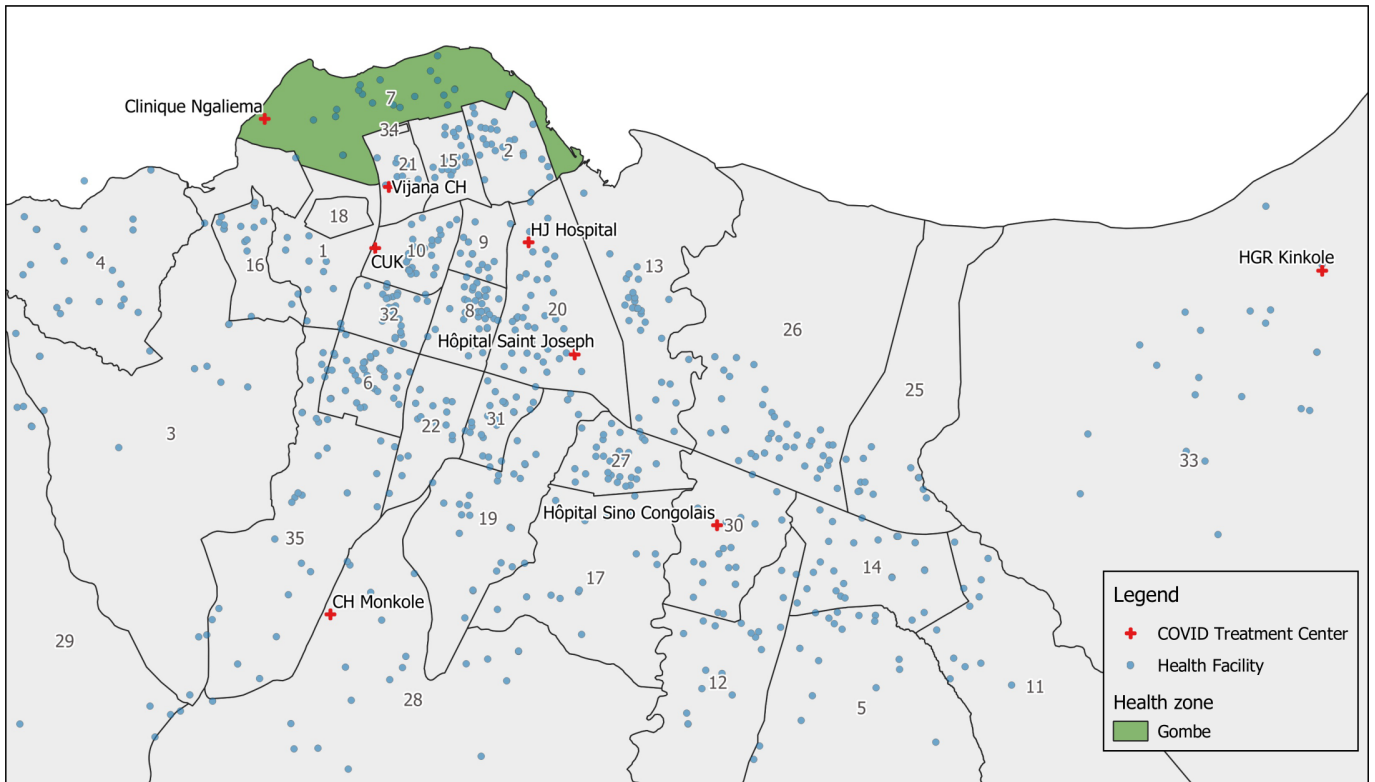 Clinique Ngaliema
7
34
21
15
2
Vijana CH
18
HJ Hospital
4
16
1
CUK
10
9
13
HGR Kinkole
32
8
20
26
Hôpital Saint Joseph
6
25
3
22
31
27
33
19
Hôpital Sino Congolais
30
35
17
14
CH Monkole
29
28
12
5
11
Legend
COVID Treatment Center
Health Facility
Health zone
Gombe